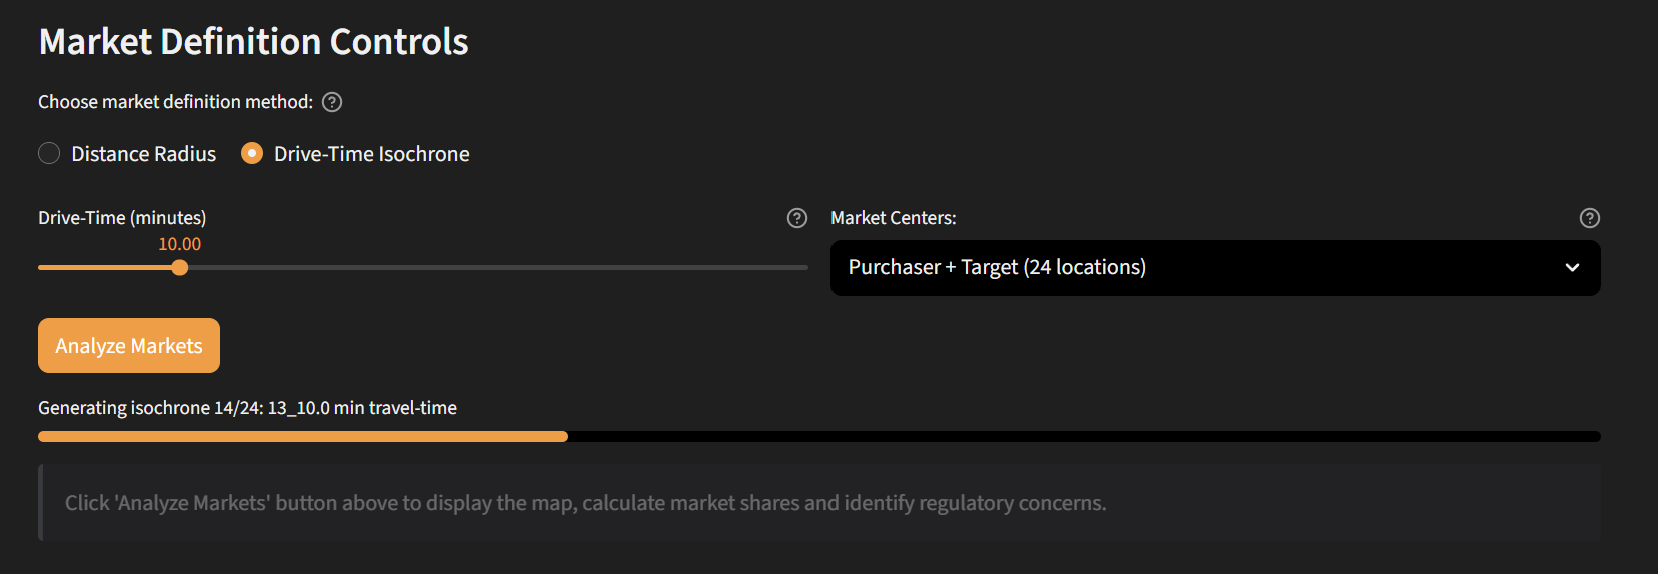 Market Definition Controls
Choose market definition method: ?
Distance Radius Drive-Time Isochrone
Drive-Time (minutes) ? Market Centers: ?
10.00
Purchaser + Target (24 locations)
Analyze Markets
Generating isochrone 14/24: 13_10.0 min travel-time
Click 'Analyze Markets' button above to display the map, calculate market shares and identify regulatory concerns.